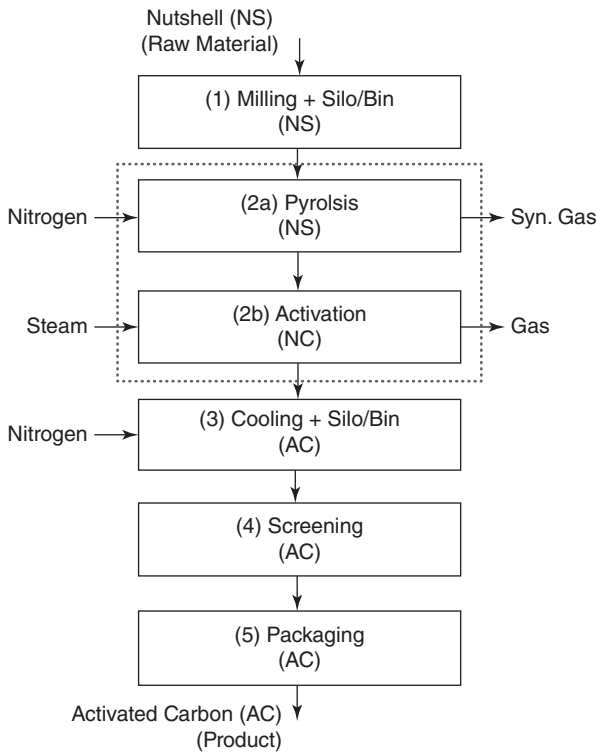 Nutshell (NS)
(Raw Material)
(1) Milling + Silo/Bin
(NS)
Nitrogen
(2a) Pyrolsis
(NS)
Syn. Gas
Steam
(2b) Activation
(NC)
Gas
Nitrogen
(3) Cooling + Silo/Bin
(AC)
(4) Screening
(AC)
(5) Packaging
(AC)
Activated Carbon (AC)
(Product)